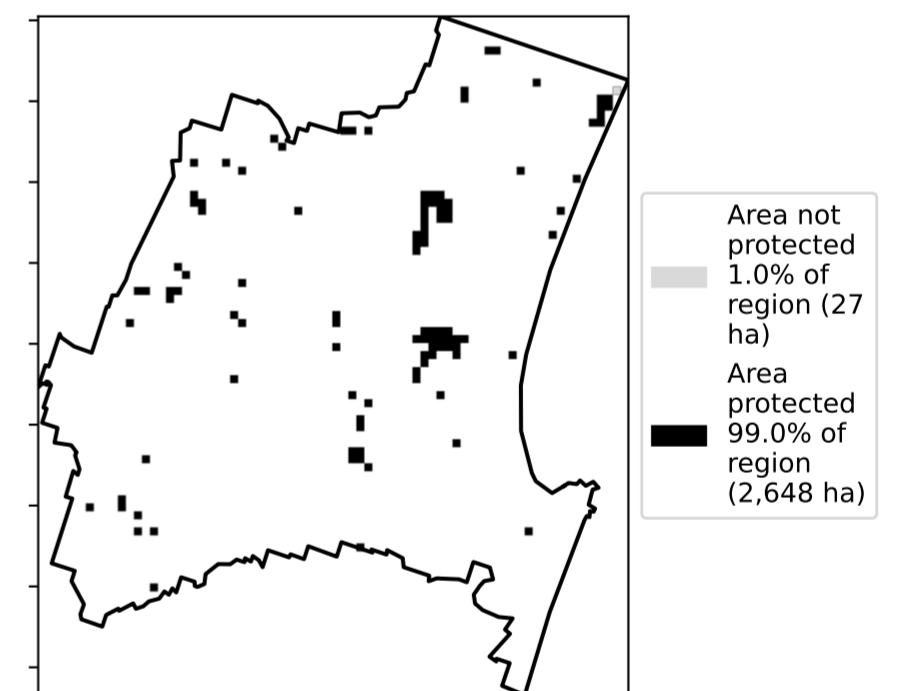 Area not
protected
1.0% of
region (27
ha)
Area
protected
99.0% of
region
(2,648 ha)